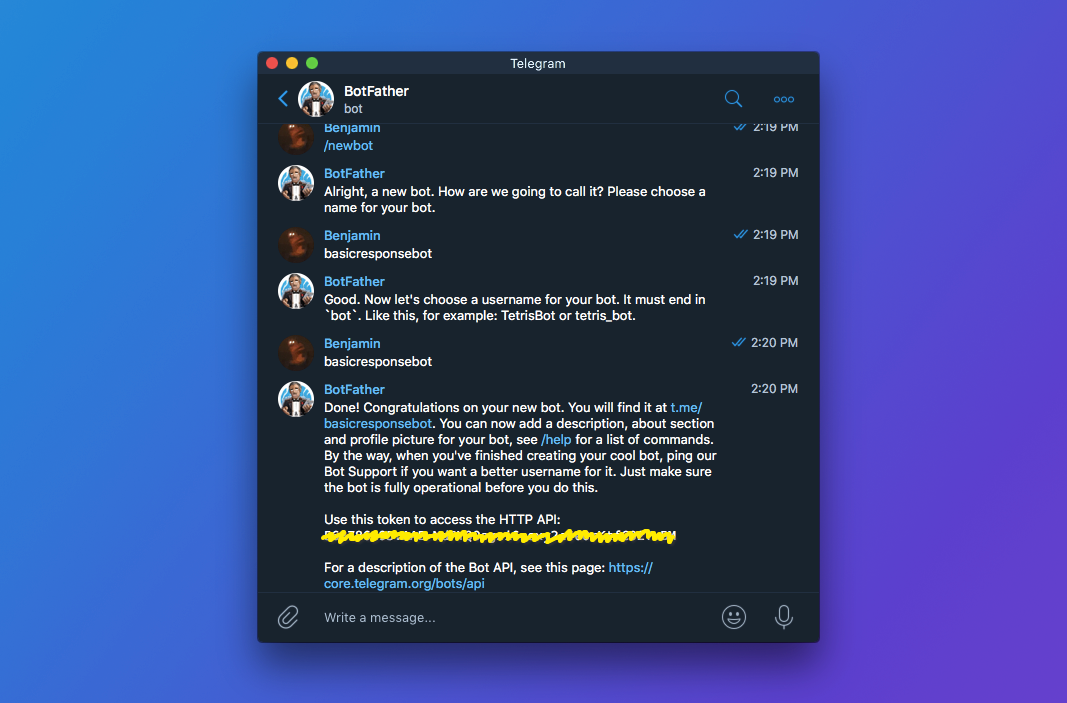 Telegram
BotFather
bot
Benjamin 2:19 PM
/newbot
BotFather 2:19 PM
Alright, a new bot. How are we going to call it? Please choose a
name for your bot.
Benjamin 2:19 PM
basicresponsebot
BotFather 2:19 PM
Good. Now let's choose a username for your bot. It must end in
`bot`. Like this, for example: TetrisBot or tetris_bot.
Benjamin 2:20 PM
basicresponsebot
BotFather 2:20 PM
Done! Congratulations on your new bot. You will find it at t.me/
basicresponsebot. You can now add a description, about section
and profile picture for your bot, see /help for a list of commands.
By the way, when you've finished creating your cool bot, ping our
Bot Support if you want a better username for it. Just make sure
the bot is fully operational before you do this.
Use this token to access the HTTP API:
For a description of the Bot API, see this page: https://
core.telegram.org/bots/api
Write a message...